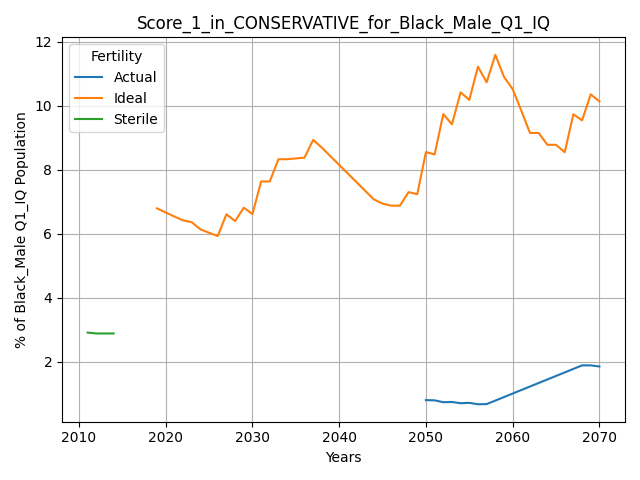 Score_1_in_CONSERVATIVE_for_Black_Male_Q1_IQ
Fertility
Actual
Ideal
Sterile
12
10
8
6
4
2
% of Black_Male Q1_IQ Population
2010 2020 2030 2040 2050 2060 2070
Years